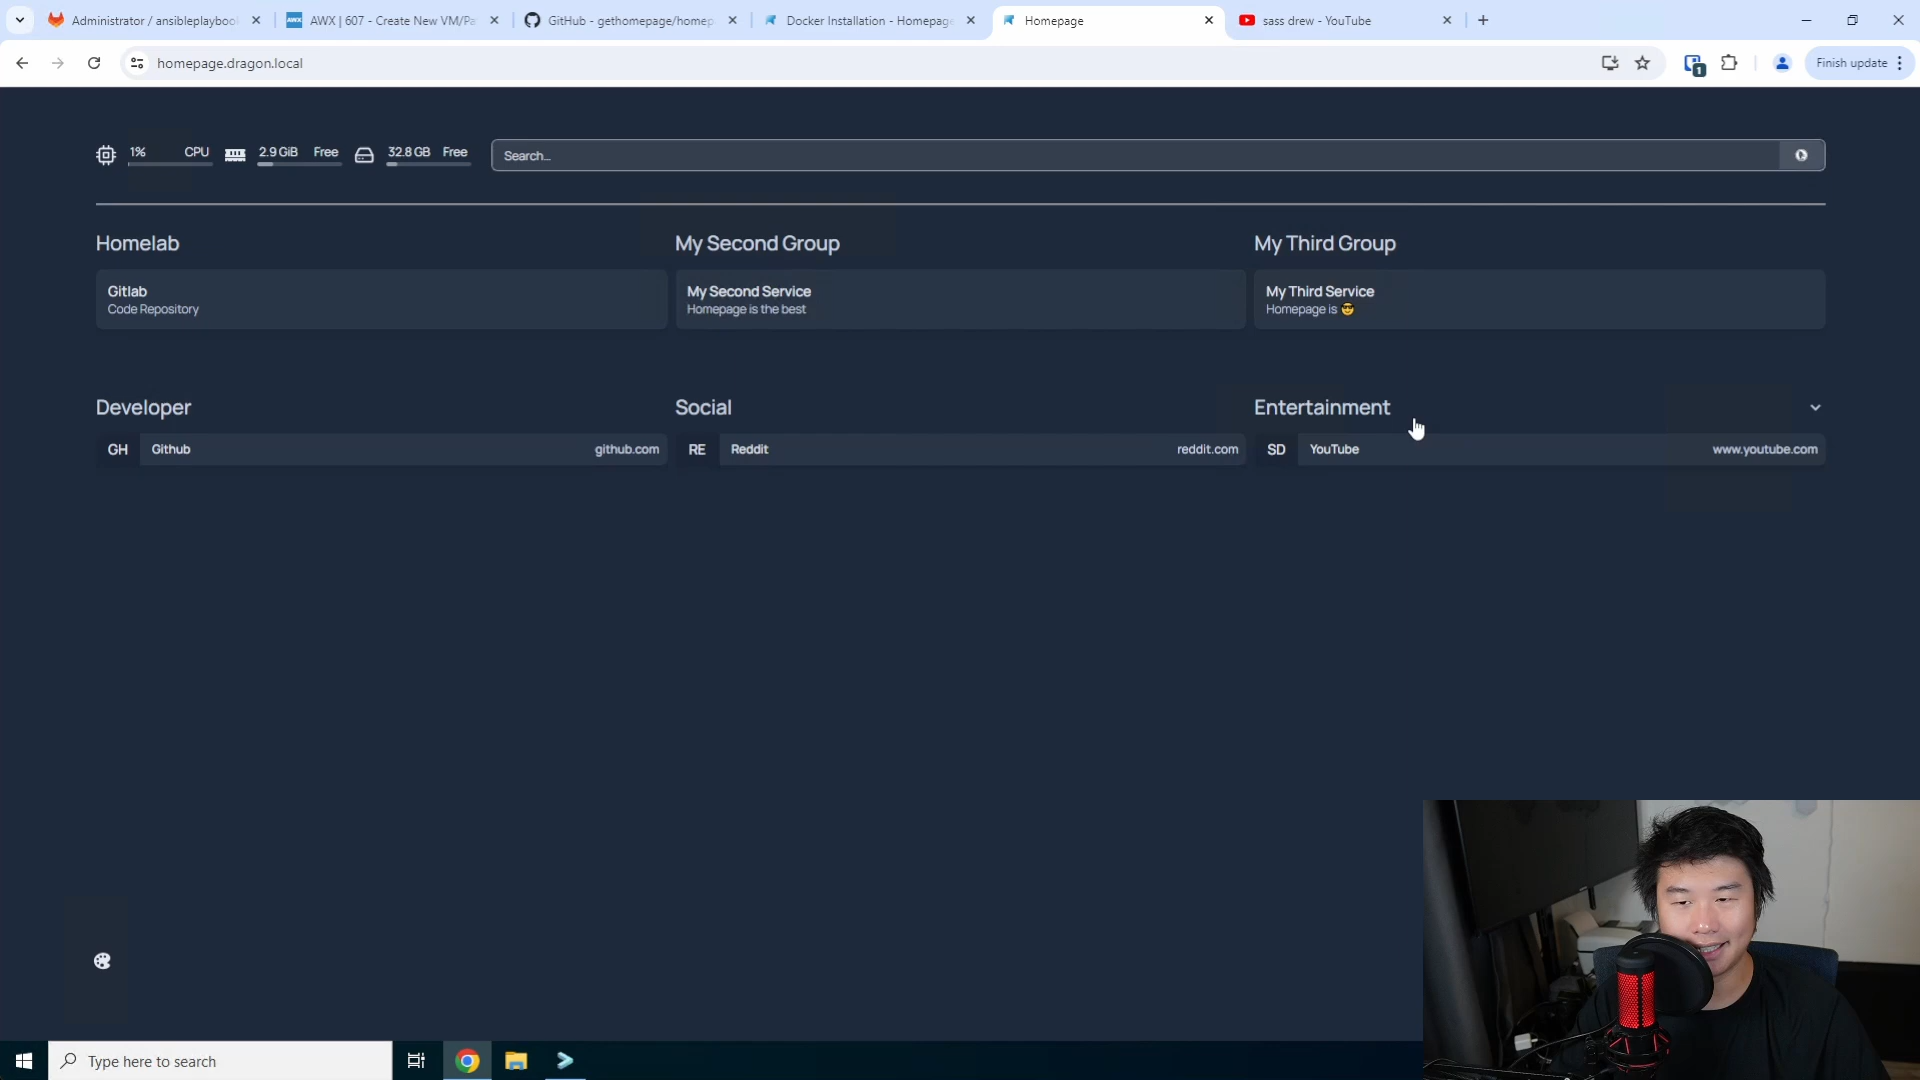 Administrator / ansibleplaybook
AWX | 607 - Create New VM/Pa
GitHub - gethomepage/homep
Docker Installation - Homepage
Homepage
sass drew - YouTube
homepage.dragon.local
1
Finish update
1% CPU
2.9 GiB Free
32.8 GB Free
Search...
Homelab
My Second Group
My Third Group
Gitlab
Code Repository
My Second Service
Homepage is the best
My Third Service
Homepage is 😎
Developer
Social
Entertainment
GH Github github.com
RE Reddit reddit.com
SD YouTube www.youtube.com
Type here to search